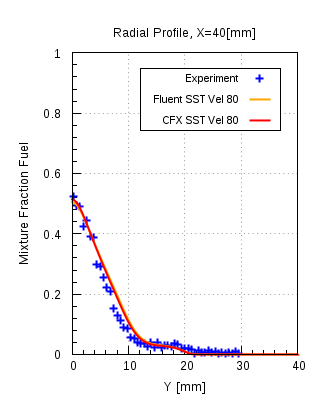 Radial Profile, X=40[mm]
Experiment
Fluent SST Vel 80
CFX SST Vel 80
Mixture Fraction Fuel
1
0.8
0.6
0.4
0.2
0
0 10 20 30 40
Y [mm]